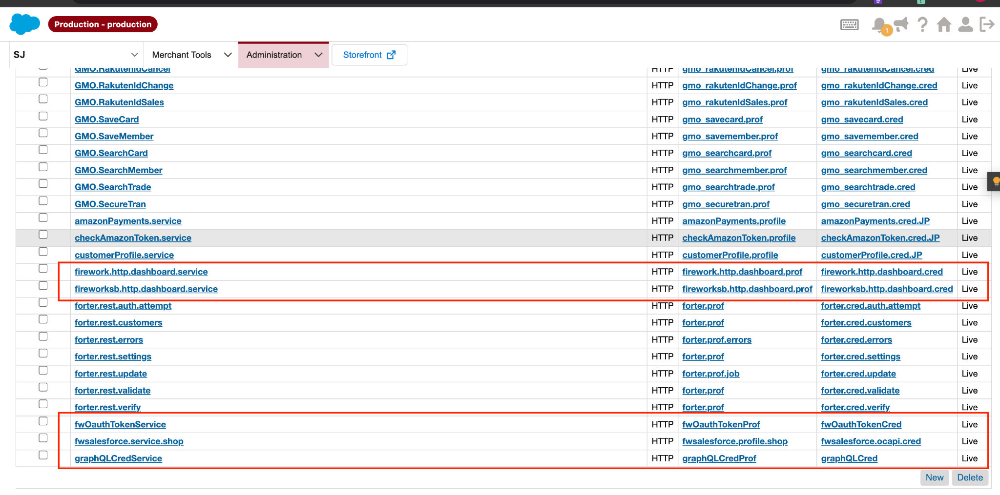 9
Production - production
1
SJ
Merchant Tools
Administration
Storefront
GMO.RakutenIdCancel HTTP gmo_rakutenIdCancel.prof gmo_rakutenIdCancel.cred Live
GMO.RakutenIdChange HTTP gmo_rakutenIdChange.prof gmo_rakutenIdChange.cred Live
GMO.RakutenIdSales HTTP gmo_rakutenIdSales.prof gmo_rakutenIdSales.cred Live
GMO.SaveCard HTTP gmo_savecard.prof gmo_savecard.cred Live
GMO.SaveMember HTTP gmo_savemember.prof gmo_savemember.cred Live
GMO.SearchCard HTTP gmo_searchcard.prof gmo_searchcard.cred Live
GMO.SearchMember HTTP gmo_searchmember.prof gmo_searchmember.cred Live
GMO.SearchTrade HTTP gmo_searchtrade.prof gmo_searchtrade.cred Live
GMO.SecureTran HTTP gmo_securetran.prof gmo_securetran.cred Live
amazonPayments.service HTTP amazonPayments.profile amazonPayments.cred.JP Live
checkAmazonToken.service HTTP checkAmazonToken.profile checkAmazonToken.cred.JP Live
customerProfile.service HTTP customerProfile.profile customerProfile.cred.JP Live
firework.http.dashboard.service HTTP firework.http.dashboard.prof firework.http.dashboard.cred Live
fireworksb.http.dashboard.service HTTP fireworksb.http.dashboard.prof fireworksb.http.dashboard.cred Live
forter.rest.auth.attempt HTTP forter.prof forter.cred.auth.attempt Live
forter.rest.customers HTTP forter.prof forter.cred.customers Live
forter.rest.errors HTTP forter.prof.errors forter.cred.errors Live
forter.rest.settings HTTP forter.prof forter.cred.settings Live
forter.rest.update HTTP forter.prof.job forter.cred.update Live
forter.rest.validate HTTP forter.prof forter.cred.validate Live
forter.rest.verify HTTP forter.prof forter.cred.verify Live
fwOauthTokenService HTTP fwOauthTokenProf fwOauthTokenCred Live
fwsalesforce.service.shop HTTP fwsalesforce.profile.shop fwsalesforce.ocapi.cred Live
graphQLCredService HTTP graphQLCredProf graphQLCred Live
New Delete